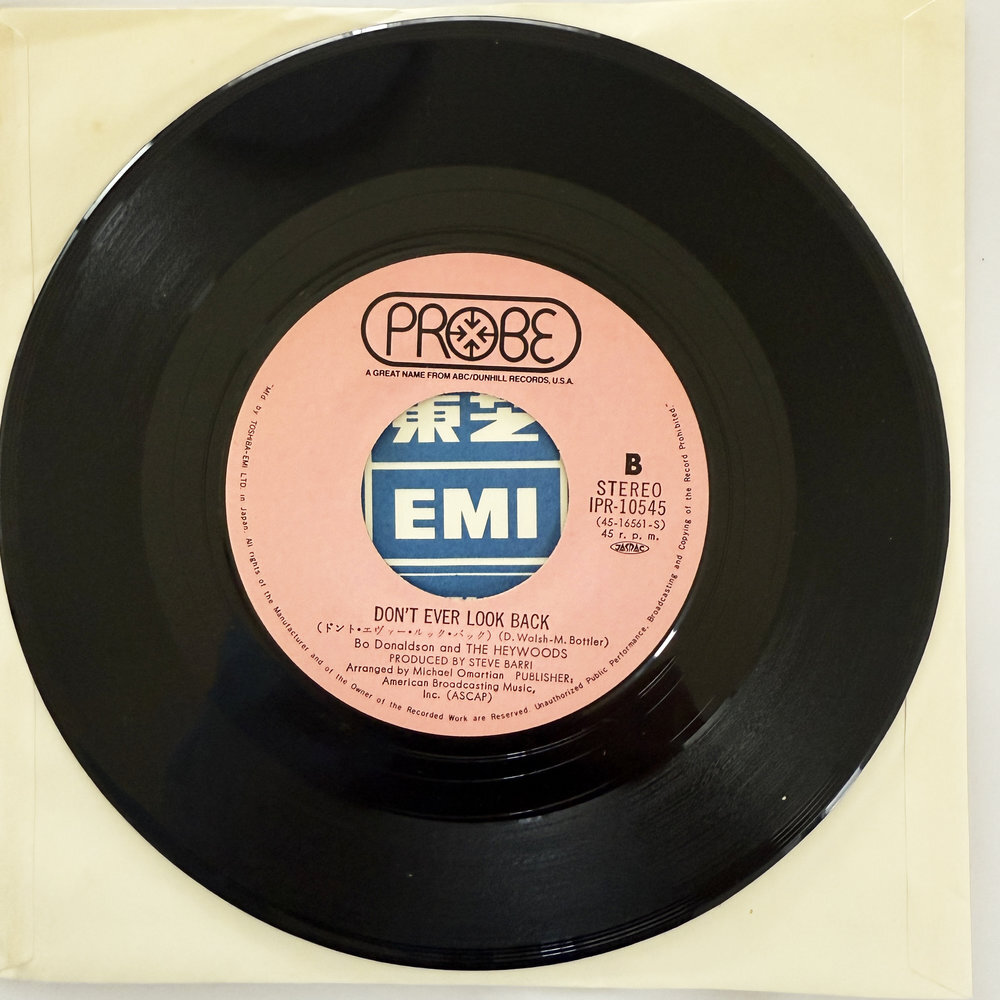 PROBE
A GREAT NAME FROM ABC/DUNHILL RECORDS, U.S.A.
東芝
EMI
B
STEREO
IPR-10545
(45-16561-S)
45 r. p. m.
JASRAC
DON'T EVER LOOK BACK
(ドント・エヴァー・ルック・バック) (D. Walsh-M. Bottler)
Bo Donaldson and THE HEYWOODS
PRODUCED BY STEVE BARRI
Arranged by Michael Omartian PUBLISHER;
American Broadcasting Music,
Inc. (ASCAP)
"Mfd. by TOSHIBA-EMI LTD. in Japan. All rights of the Manufacturer and of the Owner of the Recorded Work are Reserved. Unauthorized Public Performance, Broadcasting and Copying of the Record Prohibited."